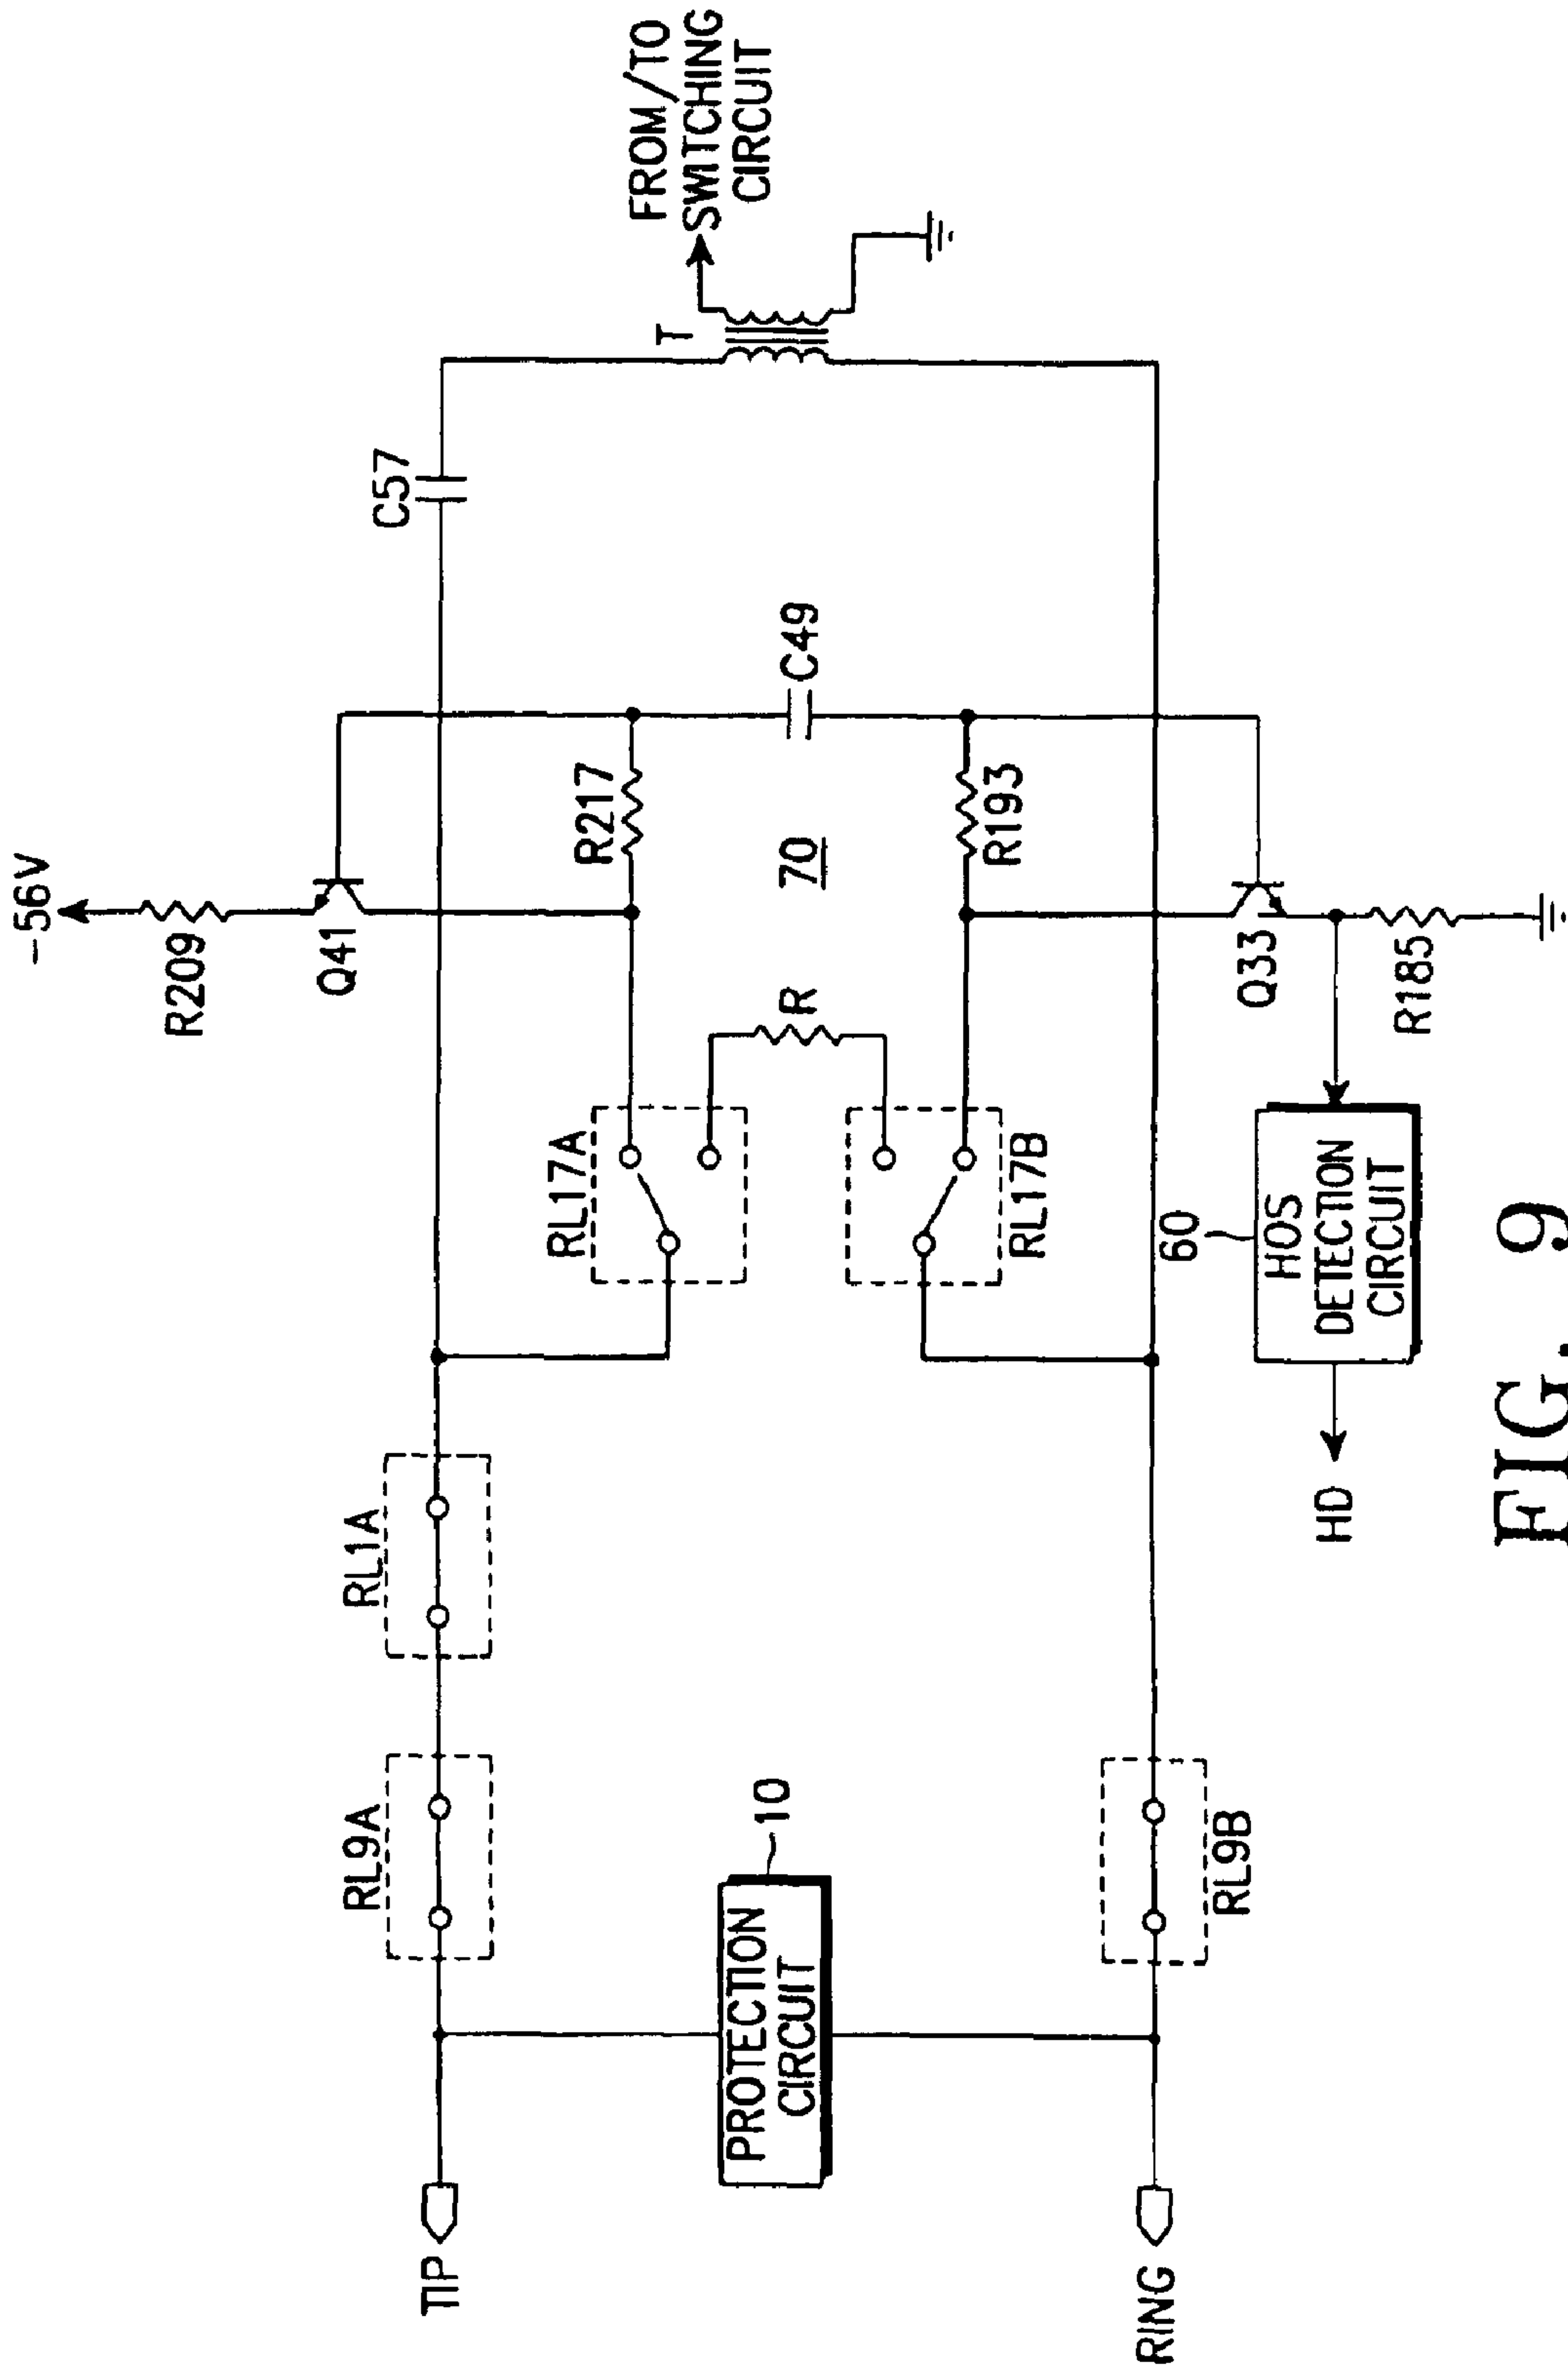 -56V
R209
Q41
C57
T
FROM/TO
SWITCHING
CIRCUIT
TIP
RL9A
RL1A
RL17A
R217
R
70
C49
PROTECTION
CIRCUIT
10
RL17B
R193
RING
RL9B
60
HOS
DETECTION
CIRCUIT
HD
Q33
R185
FIG. 9